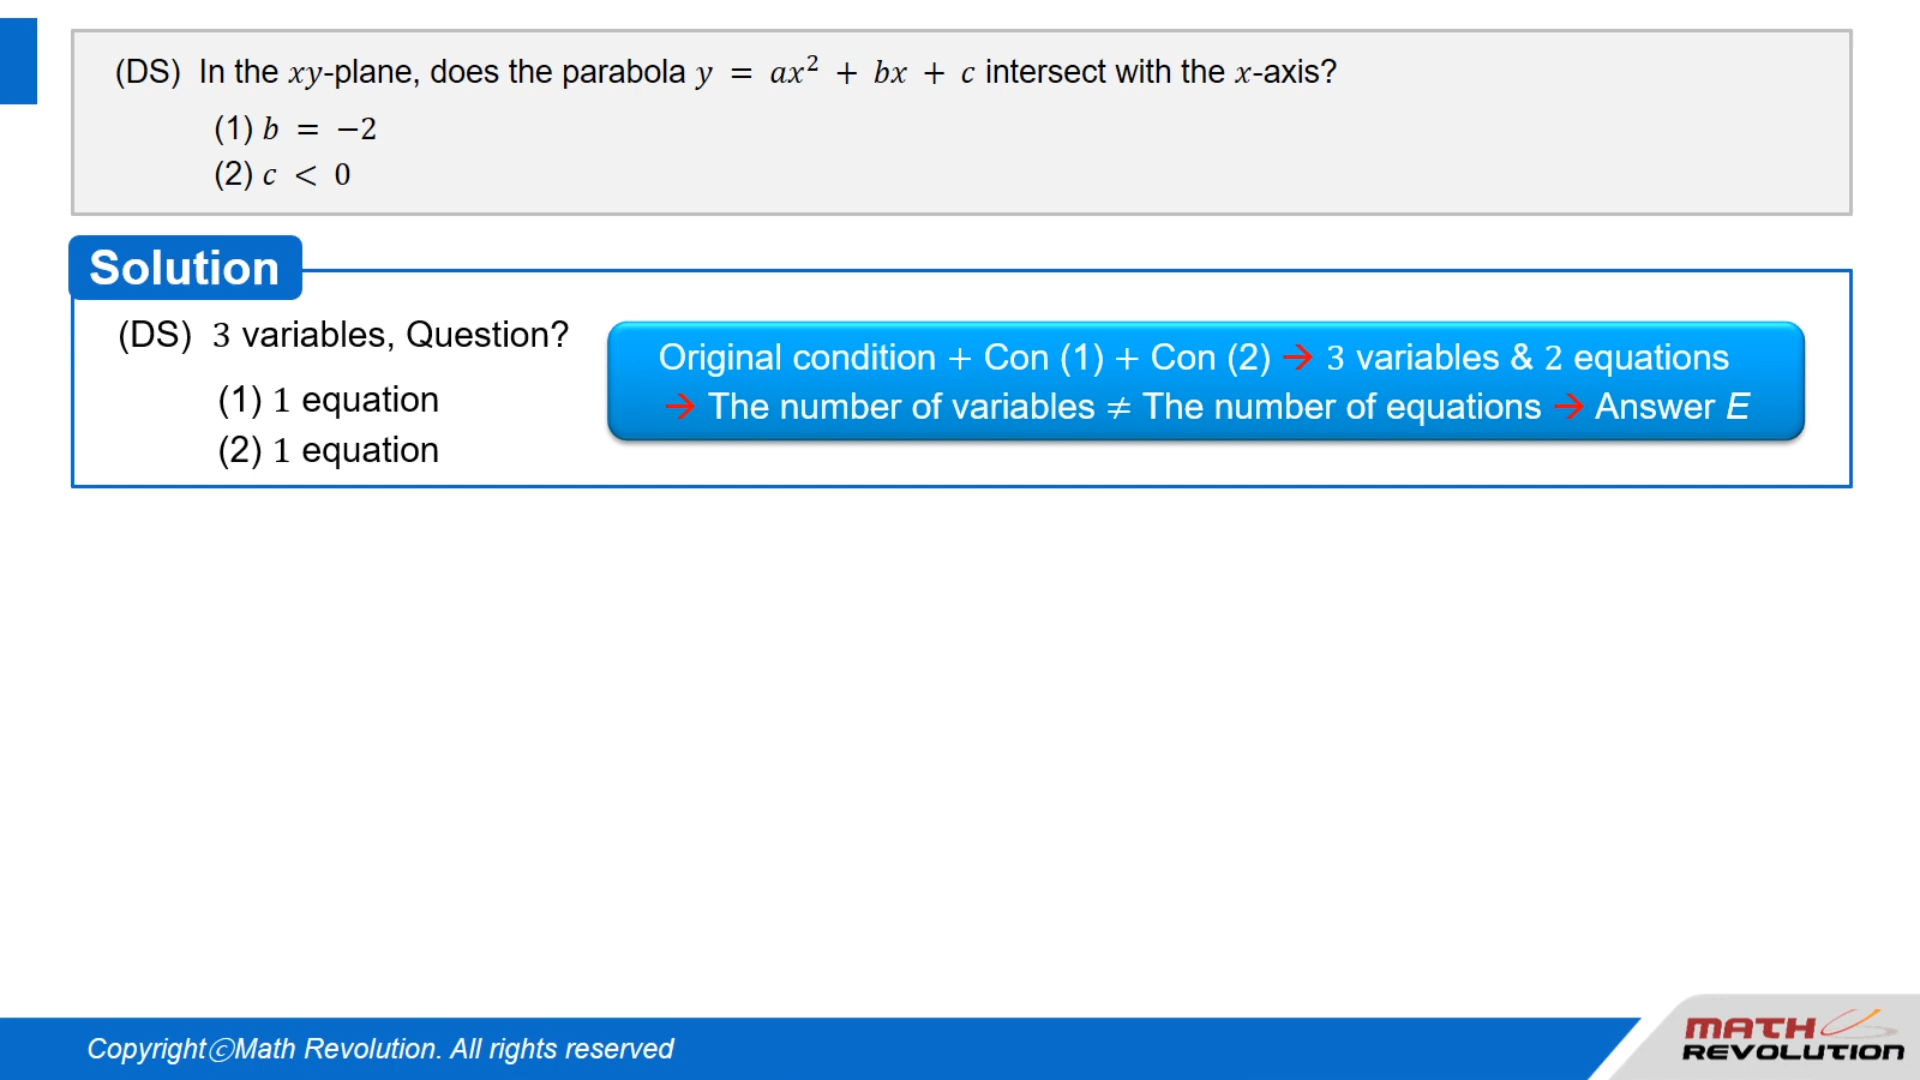 (DS) In the xy-plane, does the parabola y = ax² + bx + c intersect with the x-axis?
(1) b = −2
(2) c < 0
Solution
(DS) 3 variables, Question?
(1) 1 equation
(2) 1 equation
Original condition + Con (1) + Con (2) → 3 variables & 2 equations
→ The number of variables ≠ The number of equations → Answer E
CopyrightⓒMath Revolution. All rights reserved
MATH
REVOLUTION